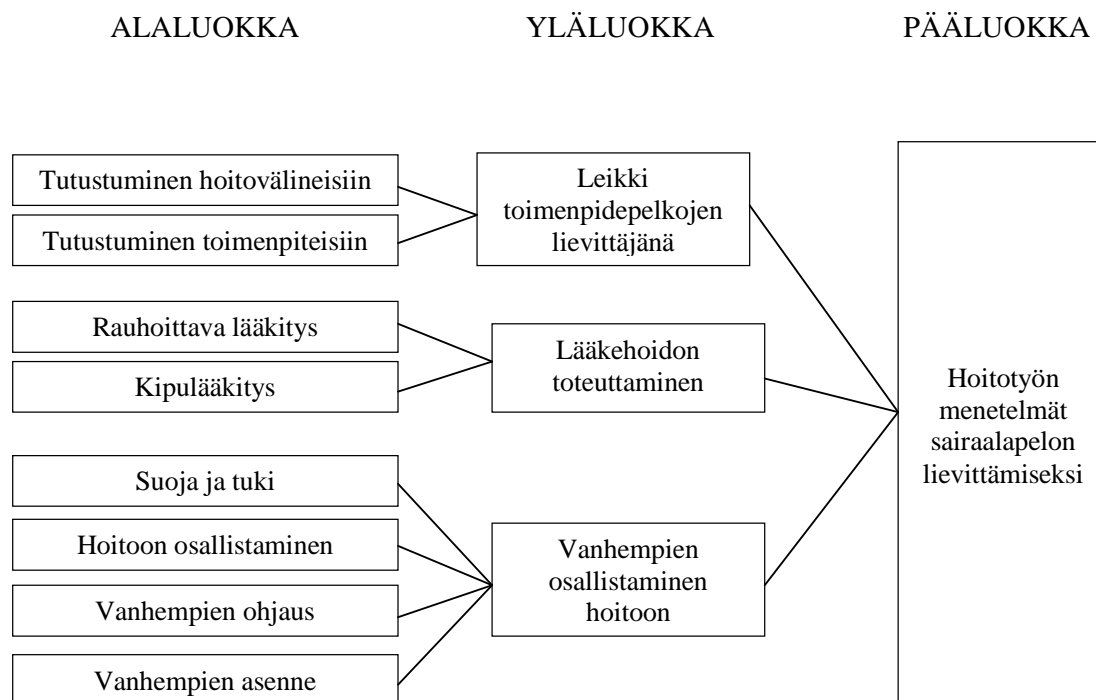 ALALUOKKA
YLÄLUOKKA
PÄÄLUOKKA
Tutustuminen hoitovälineisiin
Tutustuminen toimenpiteisiin
Leikki
toimenpidepelkojen
lievittäjänä
Rauhoittava lääkitys
Kipulääkitys
Lääkehoidon
toteuttaminen
Suoja ja tuki
Hoitoon osallistaminen
Vanhempien ohjaus
Vanhempien asenne
Vanhempien
osallistaminen
hoitoon
Hoitotyön
menetelmät
sairaalapelon
lievittämiseksi